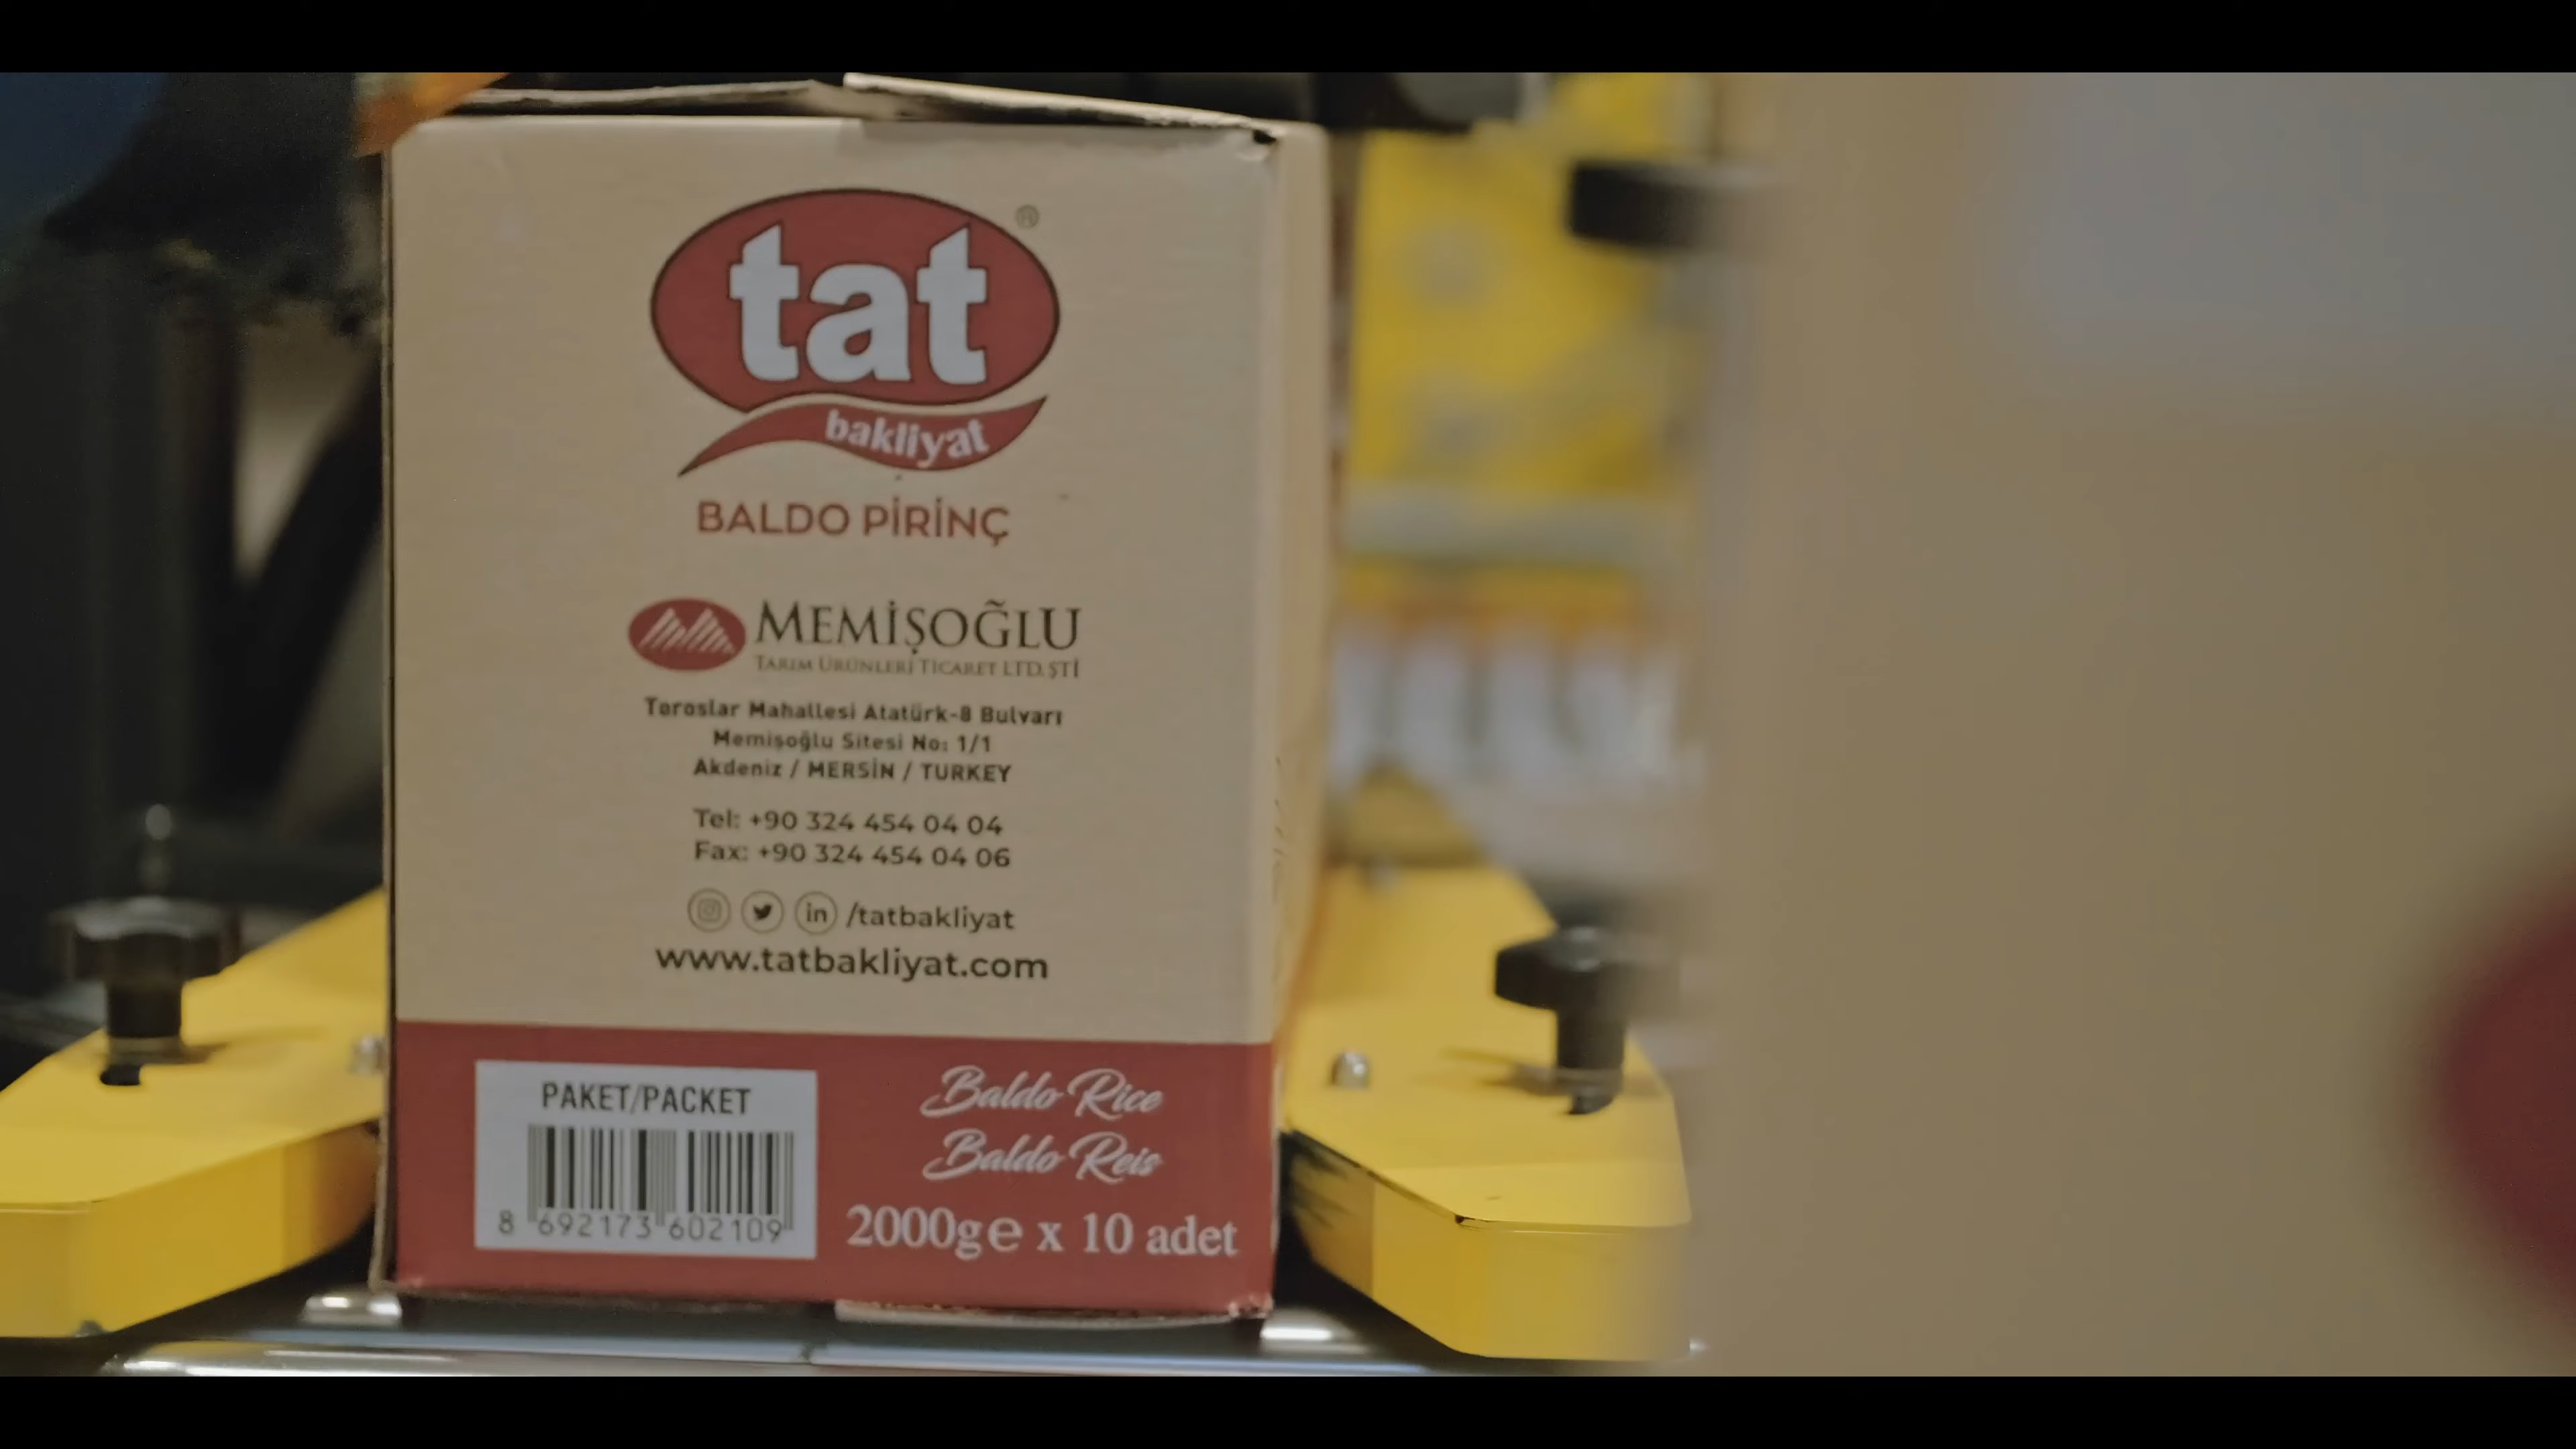 tat
®
bakliyat
BALDO PİRİNÇ
MEMİŞOĞLU
TARIM ÜRÜNLERİ TİCARET LTD. ŞTİ
Toroslar Mahallesi Atatürk-8 Bulvarı
Memişoğlu Sitesi No: 1/1
Akdeniz / MERSİN / TURKEY
Tel: +90 324 454 04 04
Fax: +90 324 454 04 06
in /tatbakliyat
www.tatbakliyat.com
PAKET/PACKET
8 692173 602109
Baldo Rice
Baldo Reis
2000g e x 10 adet